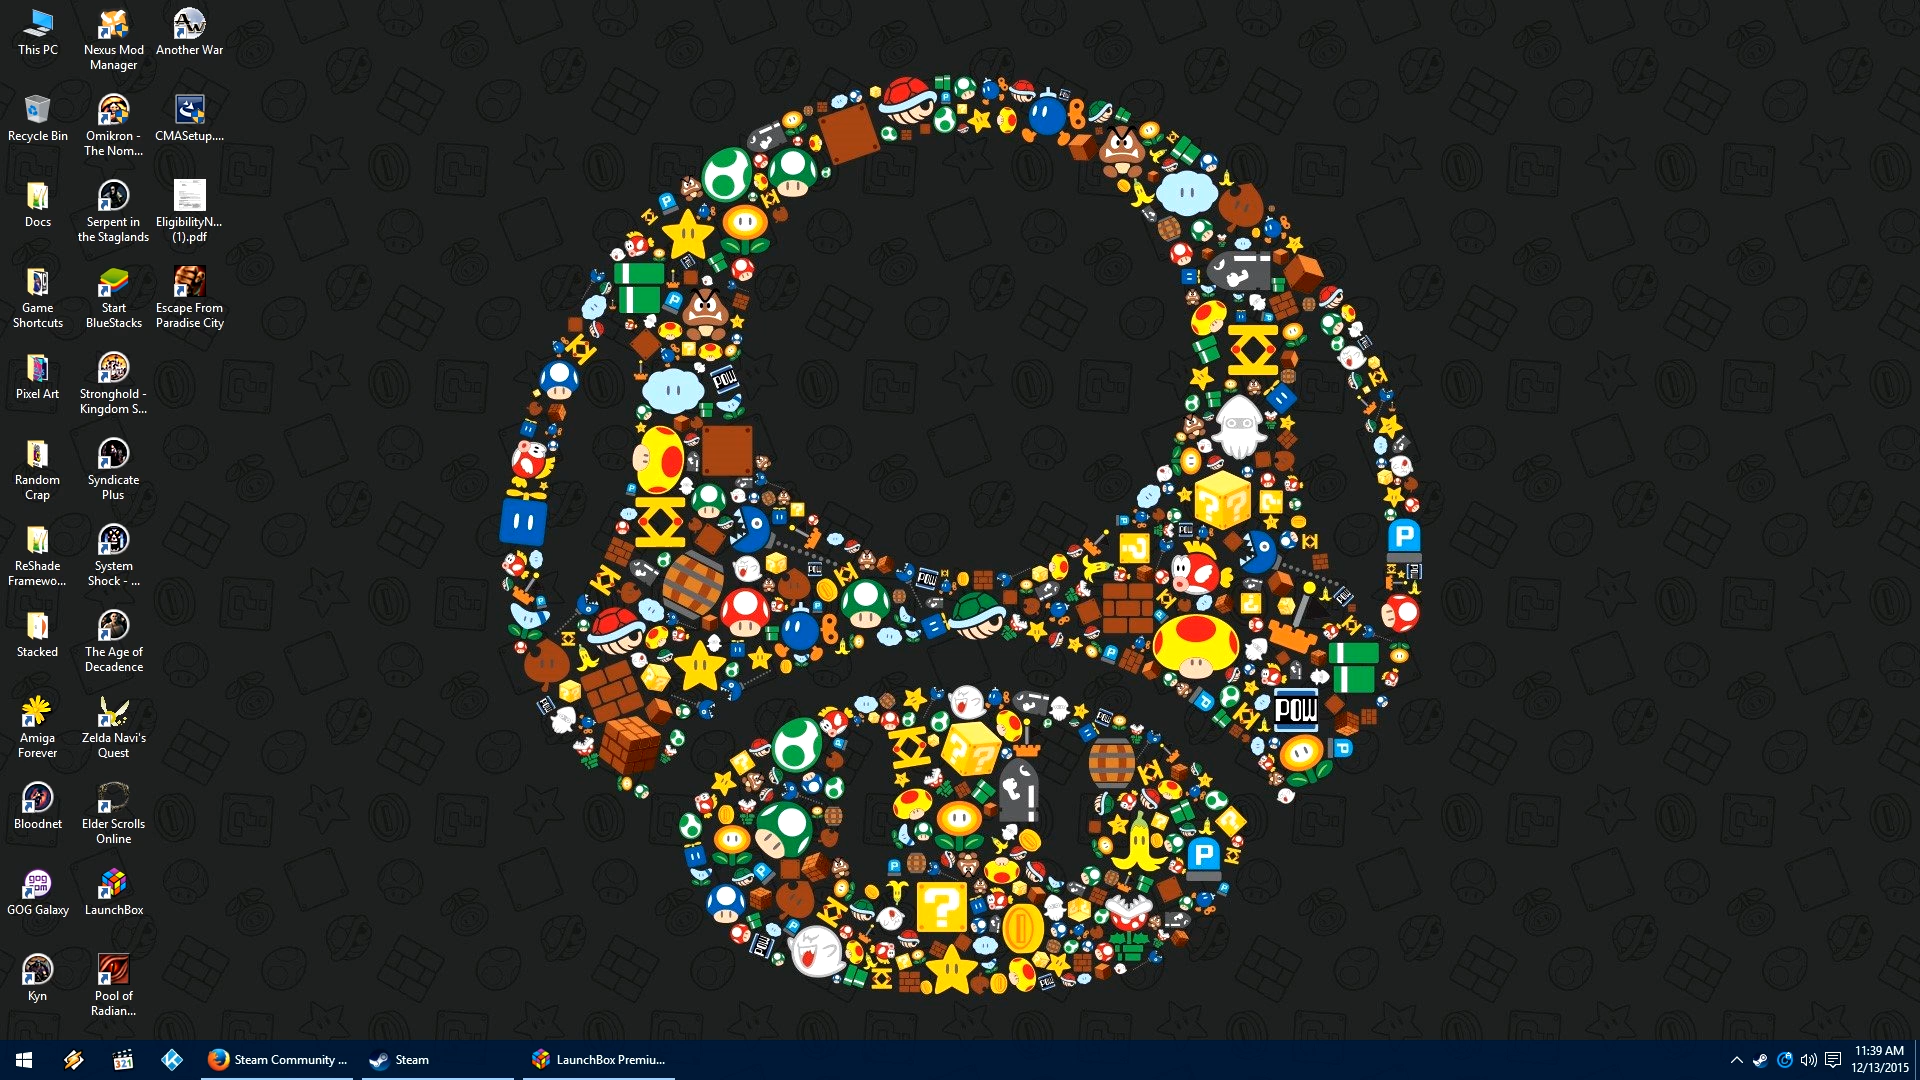 This PC
Nexus Mod
Manager
Another War
Recycle Bin
Omikron -
The Nom...
CMASetup....
Docs
Serpent in
the Staglands
EligibilityN...
(1).pdf
Game
Shortcuts
Start
BlueStacks
Escape From
Paradise City
Pixel Art
Stronghold -
Kingdom S...
Random
Crap
Syndicate
Plus
ReShade
Framewo...
System
Shock - ...
Stacked
The Age of
Decadence
Amiga
Forever
Zelda Navi's
Quest
Bloodnet
Elder Scrolls
Online
GOG Galaxy
LaunchBox
Kyn
Pool of
Radian...
POW
POW
POW
P
P
321
Steam Community ...
Steam
LaunchBox Premiu...
11:39 AM
12/13/2015